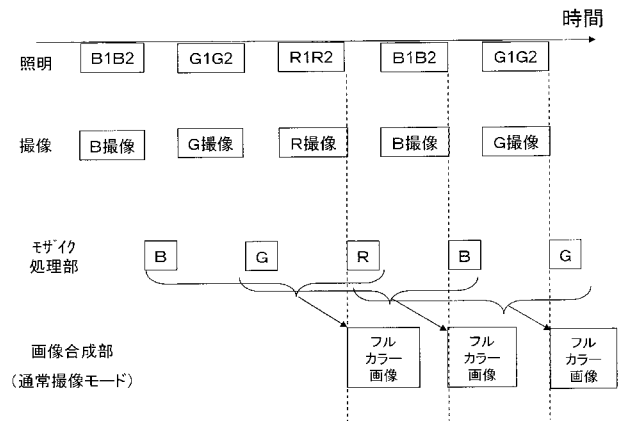 時間
照明 B1B2 G1G2 R1R2 B1B2 G1G2
撮像 B撮像 G撮像 R撮像 B撮像 G撮像
モザイク
処理部
B G R B G
画像合成部
(通常撮像モード)
フル
カラー
画像
フル
カラー
画像
フル
カラー
画像